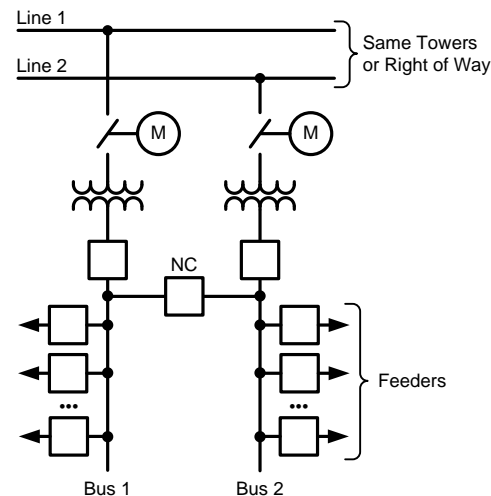 Line 1
Same Towers
or Right of Way
Line 2
M
M
NC
...
...
Feeders
Bus 1
Bus 2